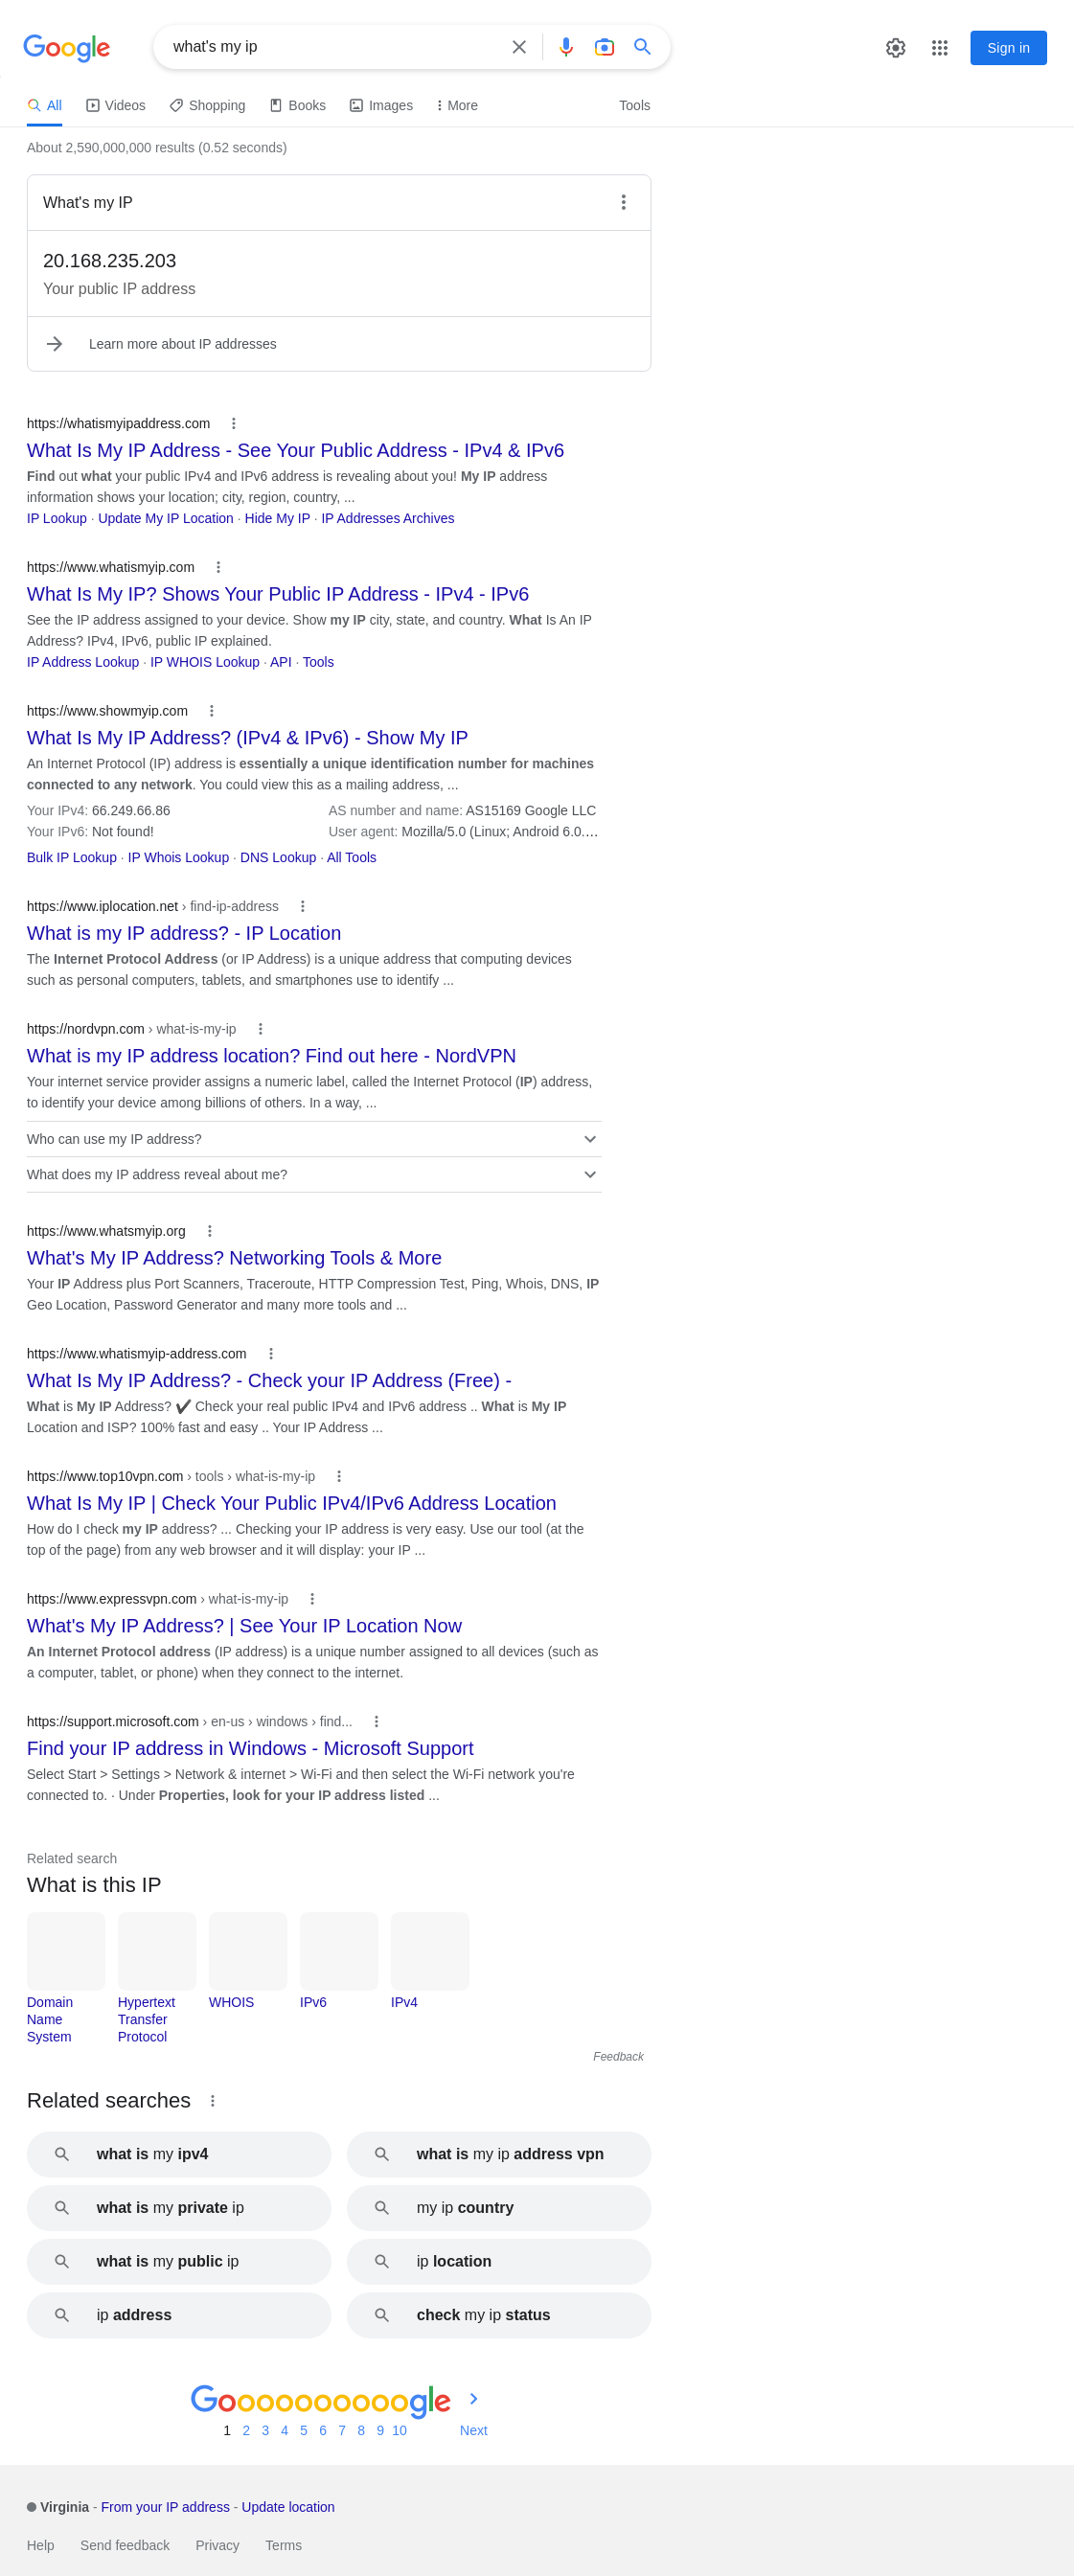 Google
what's my ip
Sign in
All
Videos
Shopping
Books
Images
More
Tools
About 2,590,000,000 results (0.52 seconds)
What's my IP
20.168.235.203
Your public IP address
Learn more about IP addresses
https://whatismyipaddress.com
What Is My IP Address - See Your Public Address - IPv4 & IPv6
Find out what your public IPv4 and IPv6 address is revealing about you! My IP address
information shows your location; city, region, country, ...
IP Lookup · Update My IP Location · Hide My IP · IP Addresses Archives
https://www.whatismyip.com
What Is My IP? Shows Your Public IP Address - IPv4 - IPv6
See the IP address assigned to your device. Show my IP city, state, and country. What Is An IP
Address? IPv4, IPv6, public IP explained.
IP Address Lookup · IP WHOIS Lookup · API · Tools
https://www.showmyip.com
What Is My IP Address? (IPv4 & IPv6) - Show My IP
An Internet Protocol (IP) address is essentially a unique identification number for machines
connected to any network. You could view this as a mailing address, ...
Your IPv4: 66.249.66.86
AS number and name: AS15169 Google LLC
Your IPv6: Not found!
User agent: Mozilla/5.0 (Linux; Android 6.0....
Bulk IP Lookup · IP Whois Lookup · DNS Lookup · All Tools
https://www.iplocation.net › find-ip-address
What is my IP address? - IP Location
The Internet Protocol Address (or IP Address) is a unique address that computing devices
such as personal computers, tablets, and smartphones use to identify ...
https://nordvpn.com › what-is-my-ip
What is my IP address location? Find out here - NordVPN
Your internet service provider assigns a numeric label, called the Internet Protocol (IP) address,
to identify your device among billions of others. In a way, ...
Who can use my IP address?
What does my IP address reveal about me?
https://www.whatsmyip.org
What's My IP Address? Networking Tools & More
Your IP Address plus Port Scanners, Traceroute, HTTP Compression Test, Ping, Whois, DNS, IP
Geo Location, Password Generator and many more tools and ...
https://www.whatismyip-address.com
What Is My IP Address? - Check your IP Address (Free) -
What is My IP Address? ✔️ Check your real public IPv4 and IPv6 address .. What is My IP
Location and ISP? 100% fast and easy .. Your IP Address ...
https://www.top10vpn.com › tools › what-is-my-ip
What Is My IP | Check Your Public IPv4/IPv6 Address Location
How do I check my IP address? ... Checking your IP address is very easy. Use our tool (at the
top of the page) from any web browser and it will display: your IP ...
https://www.expressvpn.com › what-is-my-ip
What's My IP Address? | See Your IP Location Now
An Internet Protocol address (IP address) is a unique number assigned to all devices (such as
a computer, tablet, or phone) when they connect to the internet.
https://support.microsoft.com › en-us › windows › find...
Find your IP address in Windows - Microsoft Support
Select Start > Settings > Network & internet > Wi-Fi and then select the Wi-Fi network you're
connected to. · Under Properties, look for your IP address listed ...
Related search
What is this IP
Domain
Name
System
Hypertext
Transfer
Protocol
WHOIS
IPv6
IPv4
Feedback
Related searches
what is my ipv4
what is my ip address vpn
what is my private ip
my ip country
what is my public ip
ip location
ip address
check my ip status
Goooooooooogle
1 2 3 4 5 6 7 8 9 10 Next
Virginia - From your IP address - Update location
Help Send feedback Privacy Terms